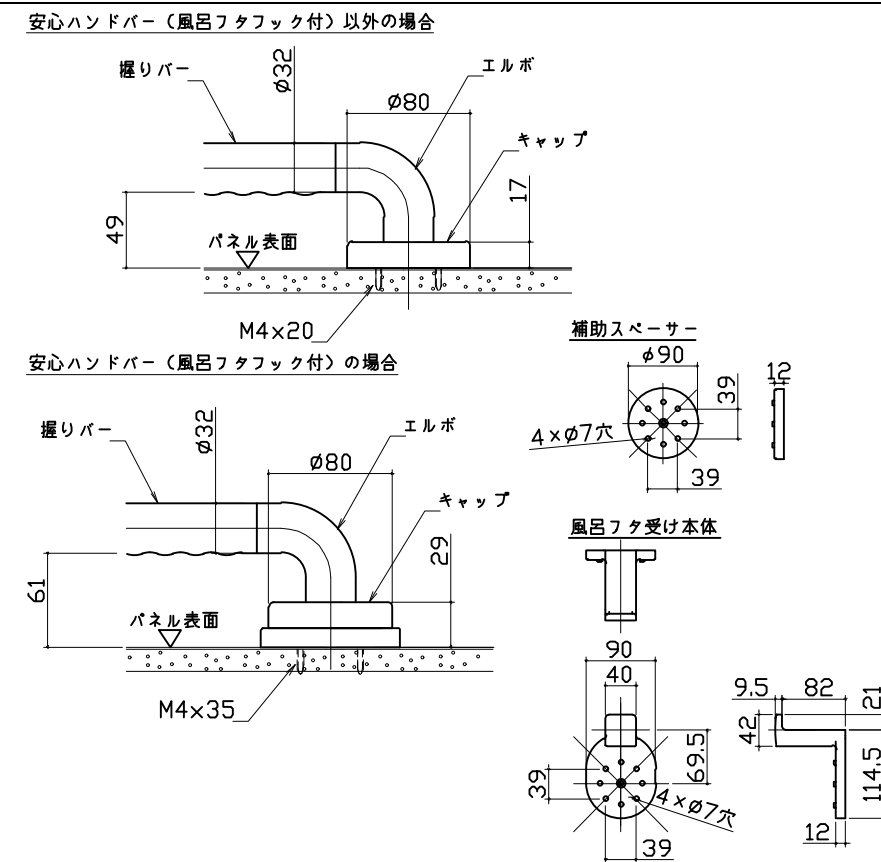 安心ハンドバー（風呂フタフック付）以外の場合
握りバー
φ32
エルボ
φ80
キャップ
17
49
パネル表面
M4×20
補助スペーサー
φ90
12
39
4×φ7穴
39
安心ハンドバー（風呂フタフック付）の場合
握りバー
φ32
エルボ
φ80
キャップ
29
61
パネル表面
M4×35
風呂フタ受け本体
90
40
69.5
39
4×φ7穴
39
9.5
82
21
42
114.5
12